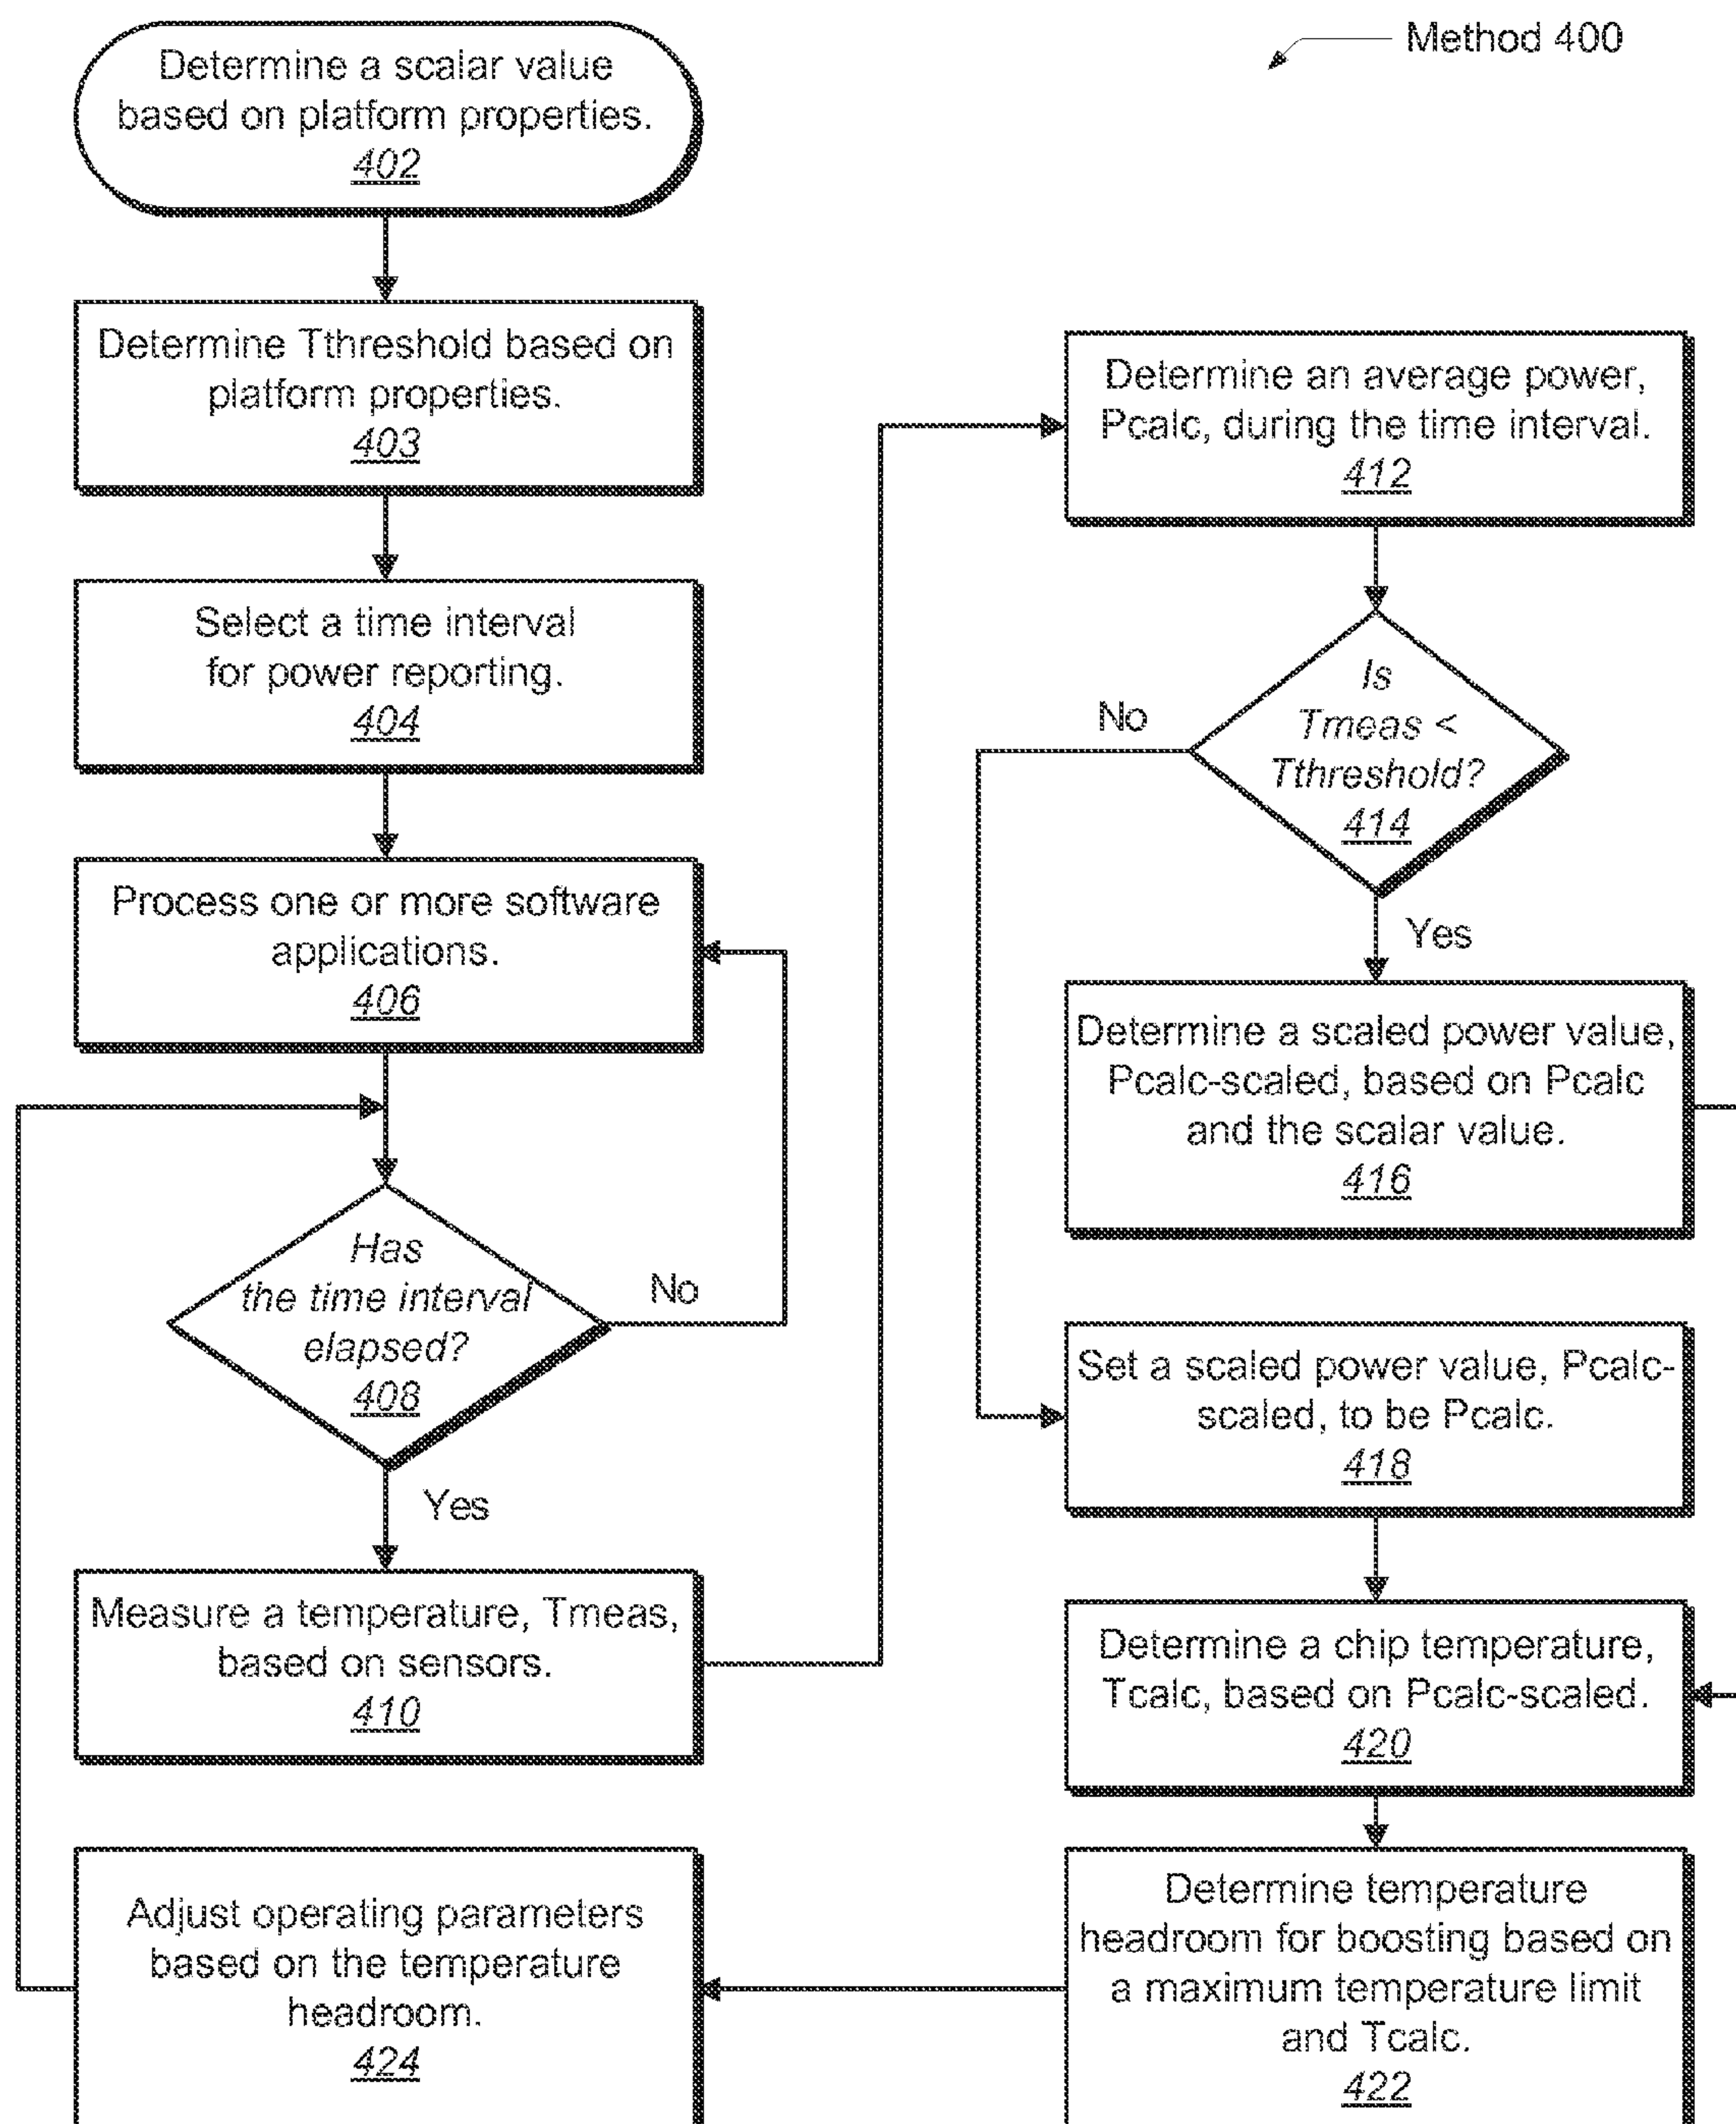 Method 400
Determine a scalar value
based on platform properties.
402
Determine Tthreshold based on
platform properties.
403
Select a time interval
for power reporting.
404
Process one or more software
applications.
406
Has
the time interval
elapsed?
408
No
Yes
Measure a temperature, Tmeas,
based on sensors.
410
Determine an average power,
Pcalc, during the time interval.
412
Is
Tmeas <
Tthreshold?
414
No
Yes
Determine a scaled power value,
Pcalc-scaled, based on Pcalc
and the scalar value.
416
Set a scaled power value, Pcalc-
scaled, to be Pcalc.
418
Determine a chip temperature,
Tcalc, based on Pcalc-scaled.
420
Determine temperature
headroom for boosting based on
a maximum temperature limit
and Tcalc.
422
Adjust operating parameters
based on the temperature
headroom.
424